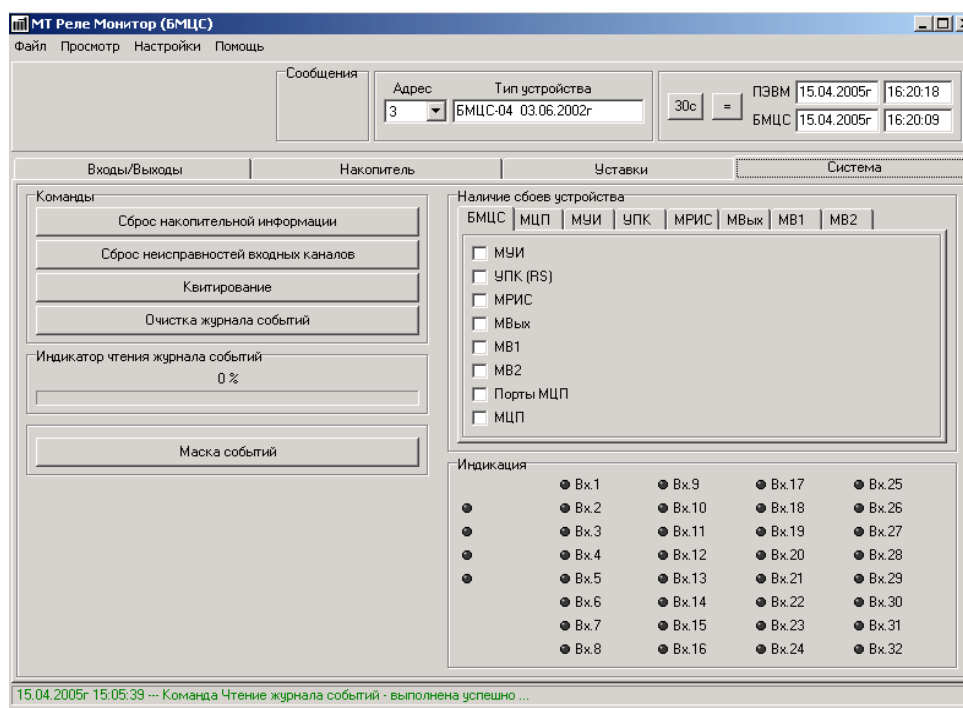 МТ Реле Монитор (БМЦС)
Файл Просмотр Настройки Помощь
Сообщения
Адрес Тип устройства
3 БМЦС-04 03.06.2002г
30с =
ПЭВМ 15.04.2005г 16:20:18
БМЦС 15.04.2005г 16:20:09
Входы/Выходы Накопитель Уставки Система
Команды
Сброс накопительной информации
Сброс неисправностей входных каналов
Квитирование
Очистка журнала событий
Индикатор чтения журнала событий
0 %
Маска событий
Наличие сбоев устройства
БМЦС МЦП МУИ УПК МРИС МВых МВ1 МВ2
МУИ
УПК (RS)
МРИС
МВых
МВ1
МВ2
Порты МЦП
МЦП
Индикация
Вх.1 Вх.9 Вх.17 Вх.25
Вх.2 Вх.10 Вх.18 Вх.26
Вх.3 Вх.11 Вх.19 Вх.27
Вх.4 Вх.12 Вх.20 Вх.28
Вх.5 Вх.13 Вх.21 Вх.29
Вх.6 Вх.14 Вх.22 Вх.30
Вх.7 Вх.15 Вх.23 Вх.31
Вх.8 Вх.16 Вх.24 Вх.32
15.04.2005г 15:05:39 --- Команда Чтение журнала событий - выполнена успешно ...